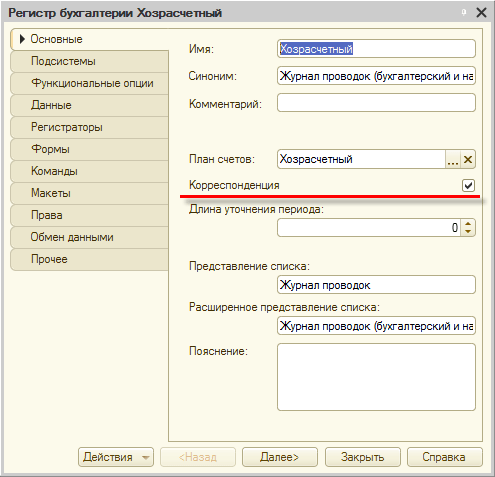 Регистр бухгалтерии Хозрасчетный
Основные
Подсистемы
Функциональные опции
Данные
Регистраторы
Формы
Команды
Макеты
Права
Обмен данными
Прочее
Имя: Хозрасчетный
Синоним: Журнал проводок (бухгалтерский и на
Комментарий:
План счетов: Хозрасчетный ...
Корреспонденция
Длина уточнения периода:
0
Представление списка:
Журнал проводок
Расширенное представление списка:
Журнал проводок (бухгалтерский и на
Пояснение:
Действия <Назад Далее> Закрыть Справка